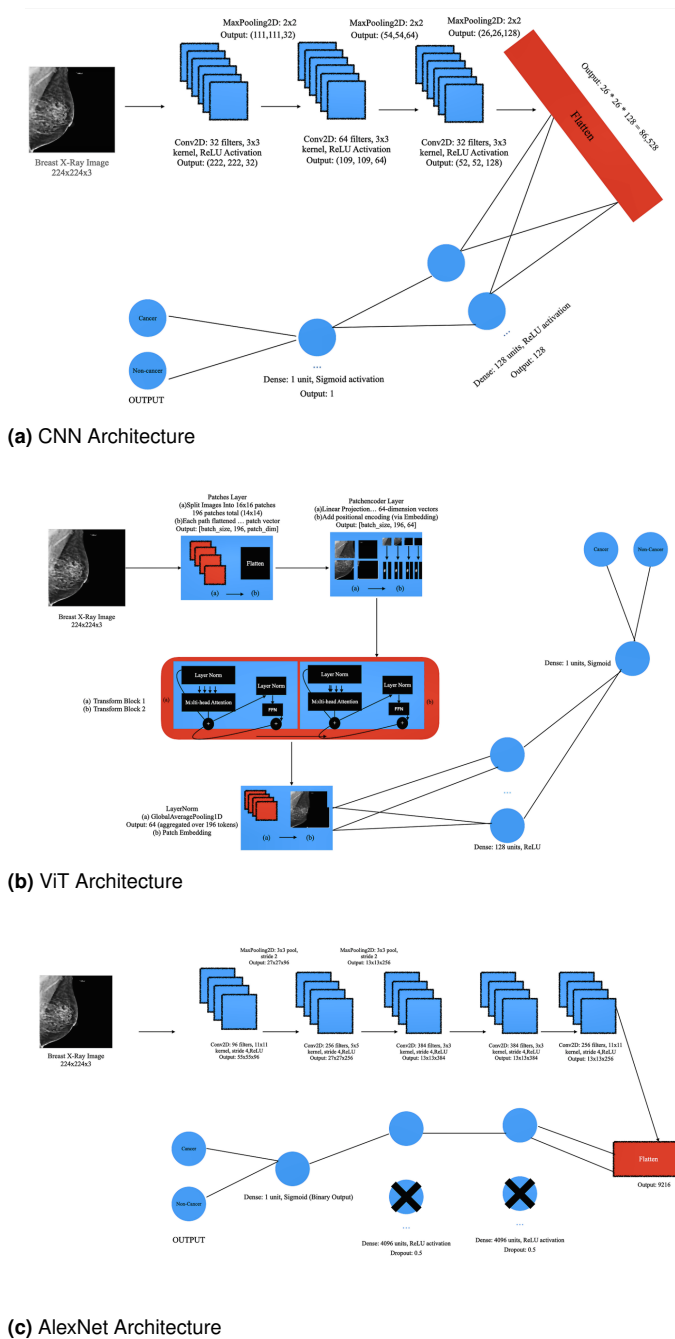 MaxPooling2D: 2x2
Output: (111,111,32)
MaxPooling2D: 2x2
Output: (54,54,64)
MaxPooling2D: 2x2
Output: (26,26,128)
Breast X-Ray Image
224x224x3
Conv2D: 32 filters, 3x3
kernel, ReLU Activation
Output: (222, 222, 32)
Conv2D: 64 filters, 3x3
kernel, ReLU Activation
Output: (109, 109, 64)
Conv2D: 32 filters, 3x3
kernel, ReLU Activation
Output: (52, 52, 128)
Flatten
Output: 26 * 26 * 128 = 86,528
...
Dense: 128 units, ReLU activation
Output: 128
...
Dense: 1 unit, Sigmoid activation
Output: 1
Cancer
Non-cancer
OUTPUT
(a) CNN Architecture
Patches Layer
(a)Split Images Into 16x16 patches
196 patches total (14x14)
(b)Each path flattened ... patch vector
Output: [batch_size, 196, patch_dim]
Flatten
(a)
(b)
Patchencoder Layer
(a)Linear Projection... 64-dimension vectors
(b)Add positional encoding (via Embedding)
Output: [batch_size, 196, 64]
(a)
(b)
Breast X-Ray Image
224x224x3
Cancer
Non-Cancer
Dense: 1 units, Sigmoid
(a) Transform Block 1
(b) Transform Block 2
(a)
Layer Norm
Multi-head Attention
+
Layer Norm
FFN
+
Layer Norm
Multi-head Attention
+
Layer Norm
FFN
+
(b)
LayerNorm
(a) GlobalAveragePooling1D
Output: 64 (aggregated over 196 tokens)
(b) Patch Embedding
(a)
(b)
...
Dense: 128 units, ReLU
(b) ViT Architecture
MaxPooling2D: 3x3 pool,
stride 2
Output: 27x27x96
MaxPooling2D: 3x3 pool,
stride 2
Output: 13x13x256
Breast X-Ray Image
224x224x3
Conv2D: 96 filters, 11x11
kernel, stride 4,ReLU
Output: 55x55x96
Conv2D: 256 filters, 5x5
kernel, stride 4,ReLU
Output: 27x27x256
Conv2D: 384 filters, 3x3
kernel, stride 4,ReLU
Output: 13x13x384
Conv2D: 384 filters, 3x3
kernel, stride 4,ReLU
Output: 13x13x384
Conv2D: 256 filters, 11x11
kernel, stride 4,ReLU
Output: 13x13x256
Flatten
Output: 9216
...
Dense: 4096 units, ReLU activation
Dropout: 0.5
...
Dense: 4096 units, ReLU activation
Dropout: 0.5
Dense: 1 unit, Sigmoid (Binary Output)
Cancer
Non-Cancer
OUTPUT
(c) AlexNet Architecture